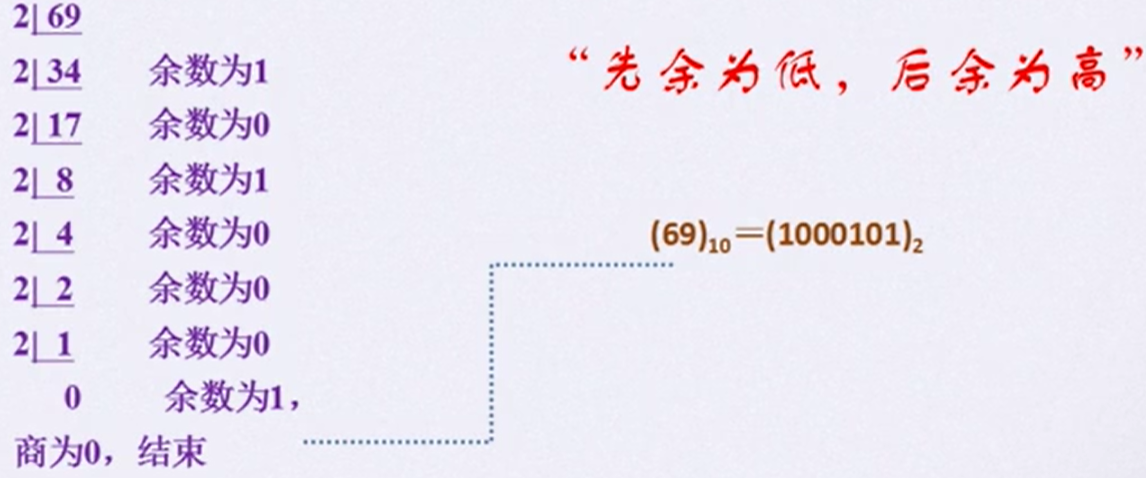 2 69
2 34 余数为1
2 17 余数为0
2 8 余数为1
2 4 余数为0
2 2 余数为0
2 1 余数为0
0 余数为1，
商为0，结束
“先余为低，后余为高”
(69)₁₀=(1000101)₂